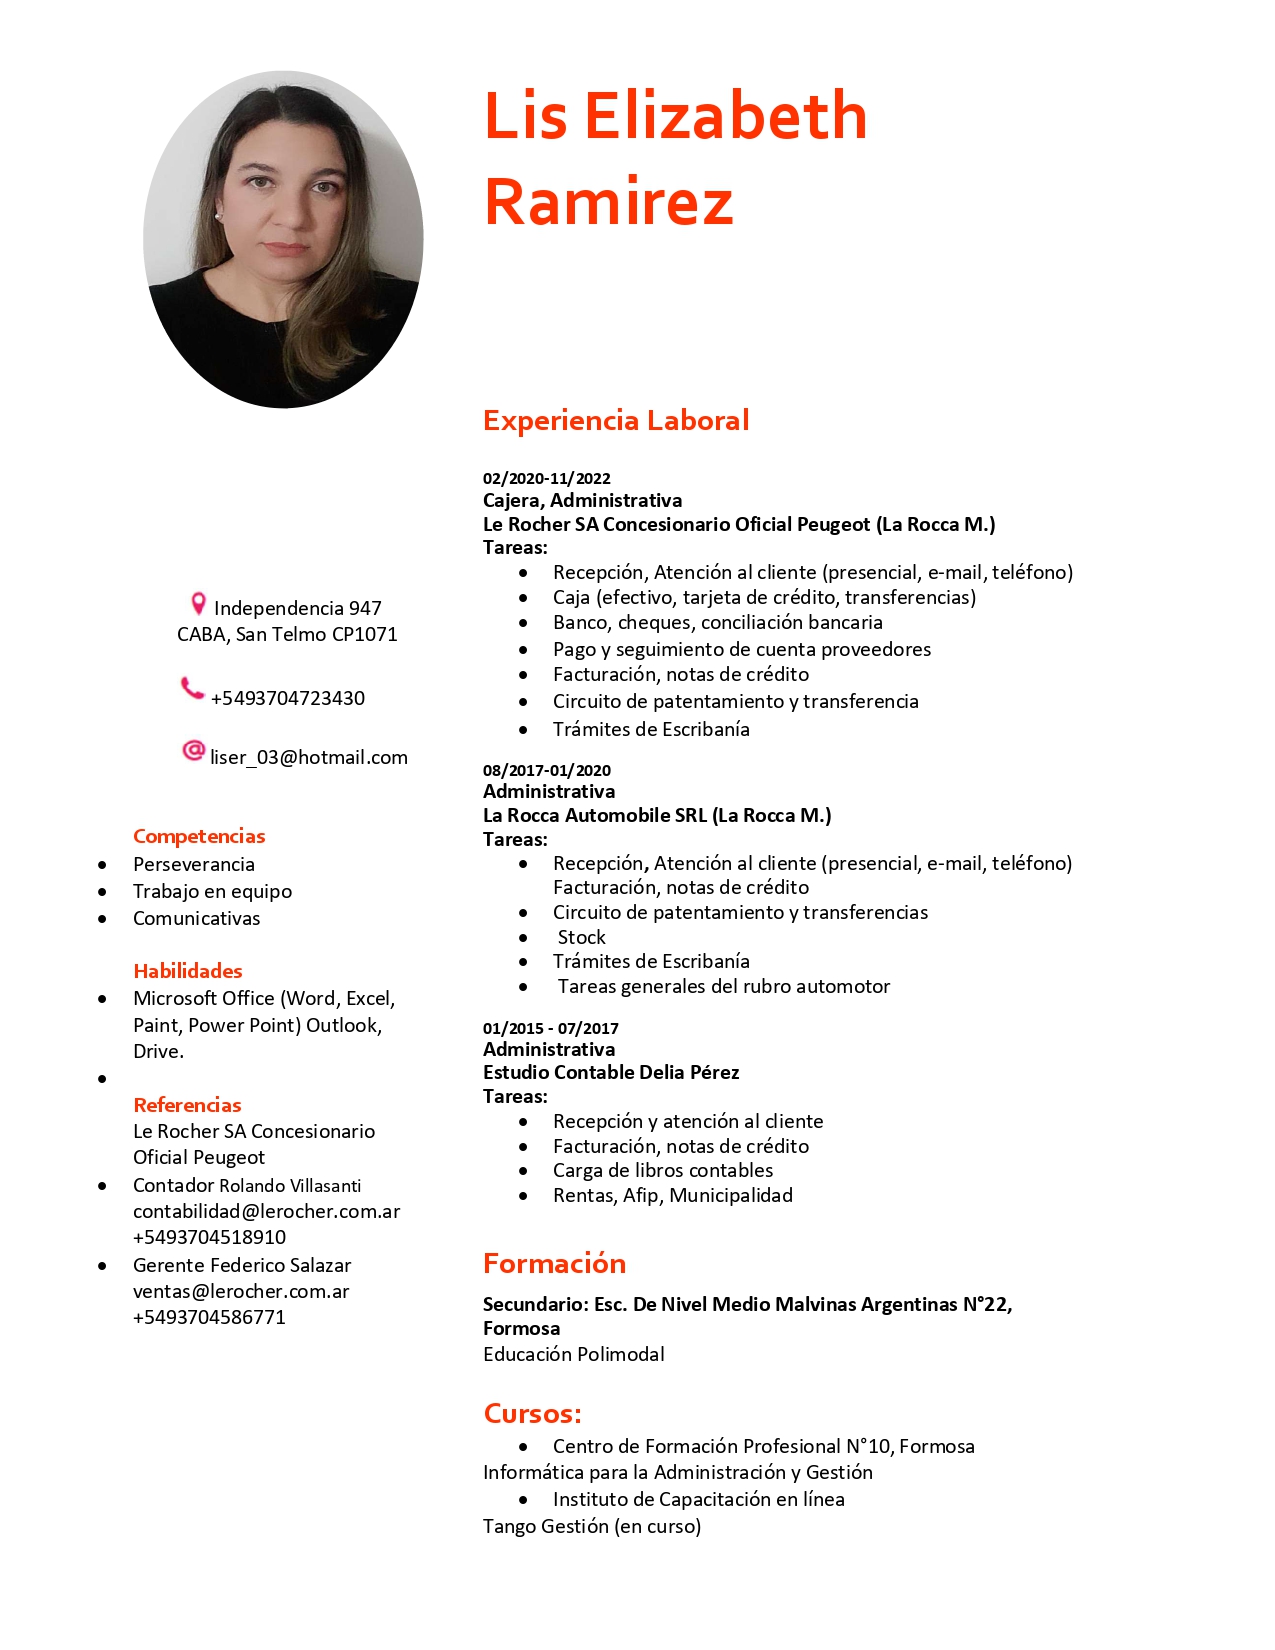 Lis Elizabeth
Ramirez
Independencia 947
CABA, San Telmo CP1071
+5493704723430
liser_03@hotmail.com
Competencias
• Perseverancia
• Trabajo en equipo
• Comunicativas
Habilidades
• Microsoft Office (Word, Excel,
Paint, Power Point) Outlook,
Drive.
•
Referencias
Le Rocher SA Concesionario
Oficial Peugeot
• Contador Rolando Villasanti
contabilidad@lerocher.com.ar
+5493704518910
• Gerente Federico Salazar
ventas@lerocher.com.ar
+5493704586771
Experiencia Laboral
02/2020-11/2022
Cajera, Administrativa
Le Rocher SA Concesionario Oficial Peugeot (La Rocca M.)
Tareas:
• Recepción, Atención al cliente (presencial, e-mail, teléfono)
• Caja (efectivo, tarjeta de crédito, transferencias)
• Banco, cheques, conciliación bancaria
• Pago y seguimiento de cuenta proveedores
• Facturación, notas de crédito
• Circuito de patentamiento y transferencia
• Trámites de Escribanía
08/2017-01/2020
Administrativa
La Rocca Automobile SRL (La Rocca M.)
Tareas:
• Recepción, Atención al cliente (presencial, e-mail, teléfono)
Facturación, notas de crédito
• Circuito de patentamiento y transferencias
• Stock
• Trámites de Escribanía
• Tareas generales del rubro automotor
01/2015 - 07/2017
Administrativa
Estudio Contable Delia Pérez
Tareas:
• Recepción y atención al cliente
• Facturación, notas de crédito
• Carga de libros contables
• Rentas, Afip, Municipalidad
Formación
Secundario: Esc. De Nivel Medio Malvinas Argentinas N°22,
Formosa
Educación Polimodal
Cursos:
• Centro de Formación Profesional N°10, Formosa
Informática para la Administración y Gestión
• Instituto de Capacitación en línea
Tango Gestión (en curso)